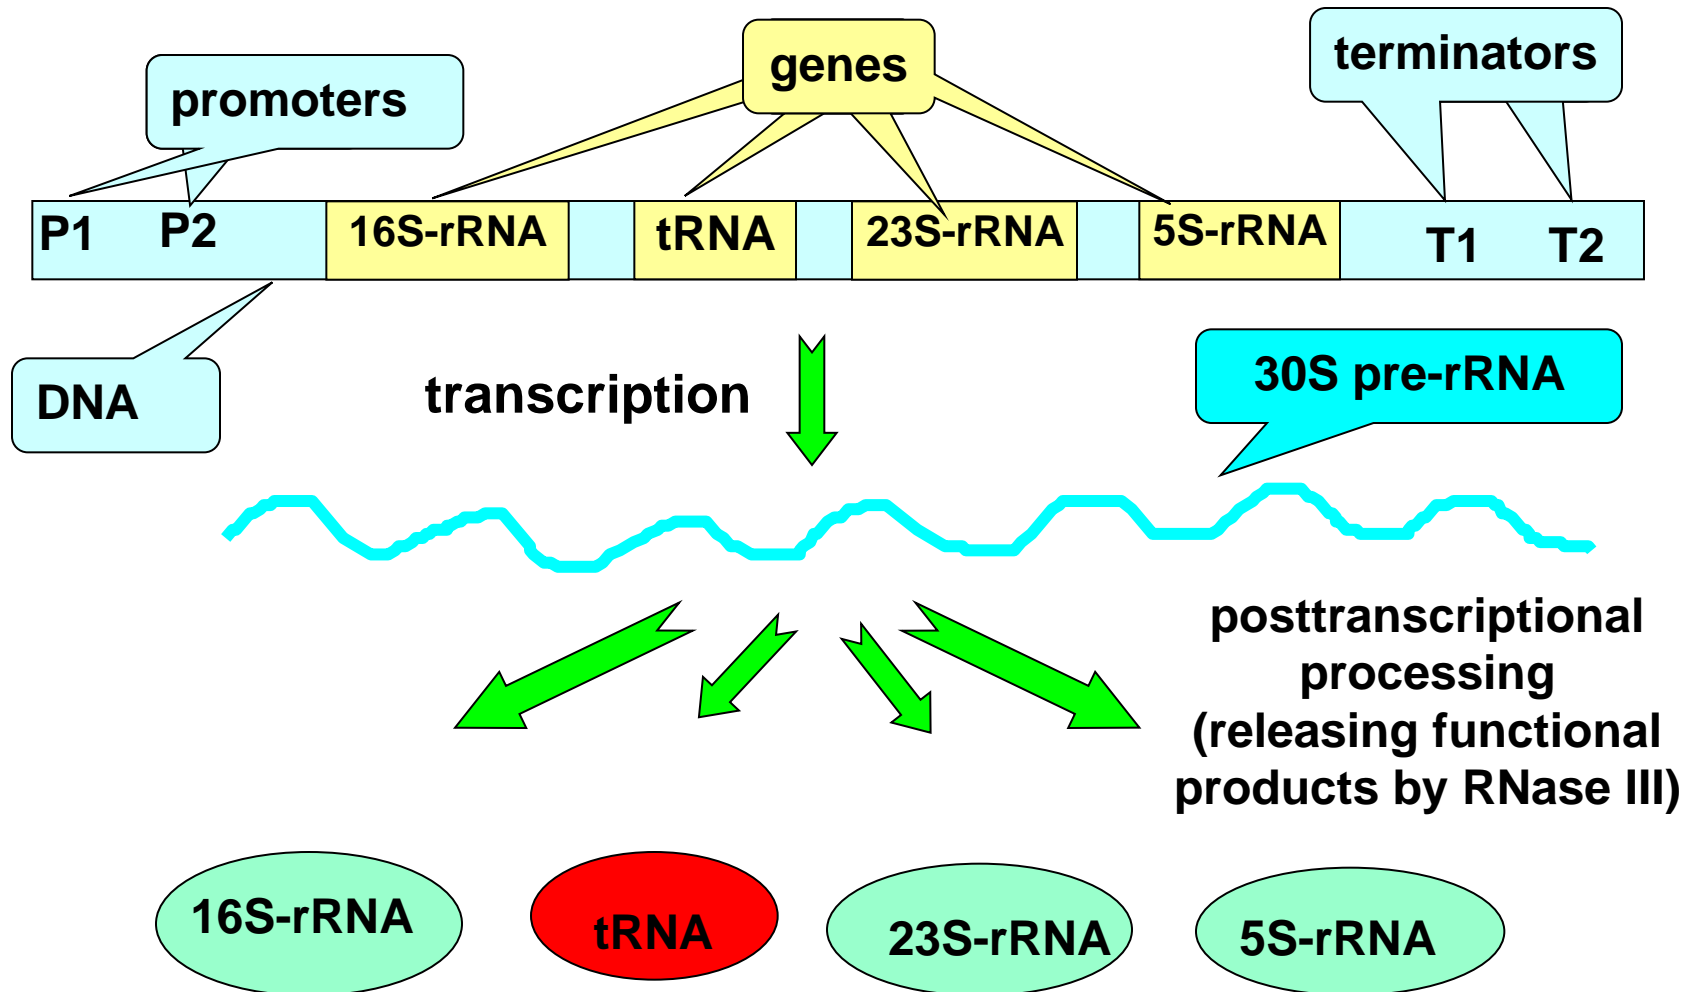 promoters
genes
terminators
P1
P2
16S-rRNA
tRNA
23S-rRNA
5S-rRNA
T1
T2
DNA
transcription
30S pre-rRNA
posttranscriptional
processing
(releasing functional
products by RNase III)
16S-rRNA
tRNA
23S-rRNA
5S-rRNA